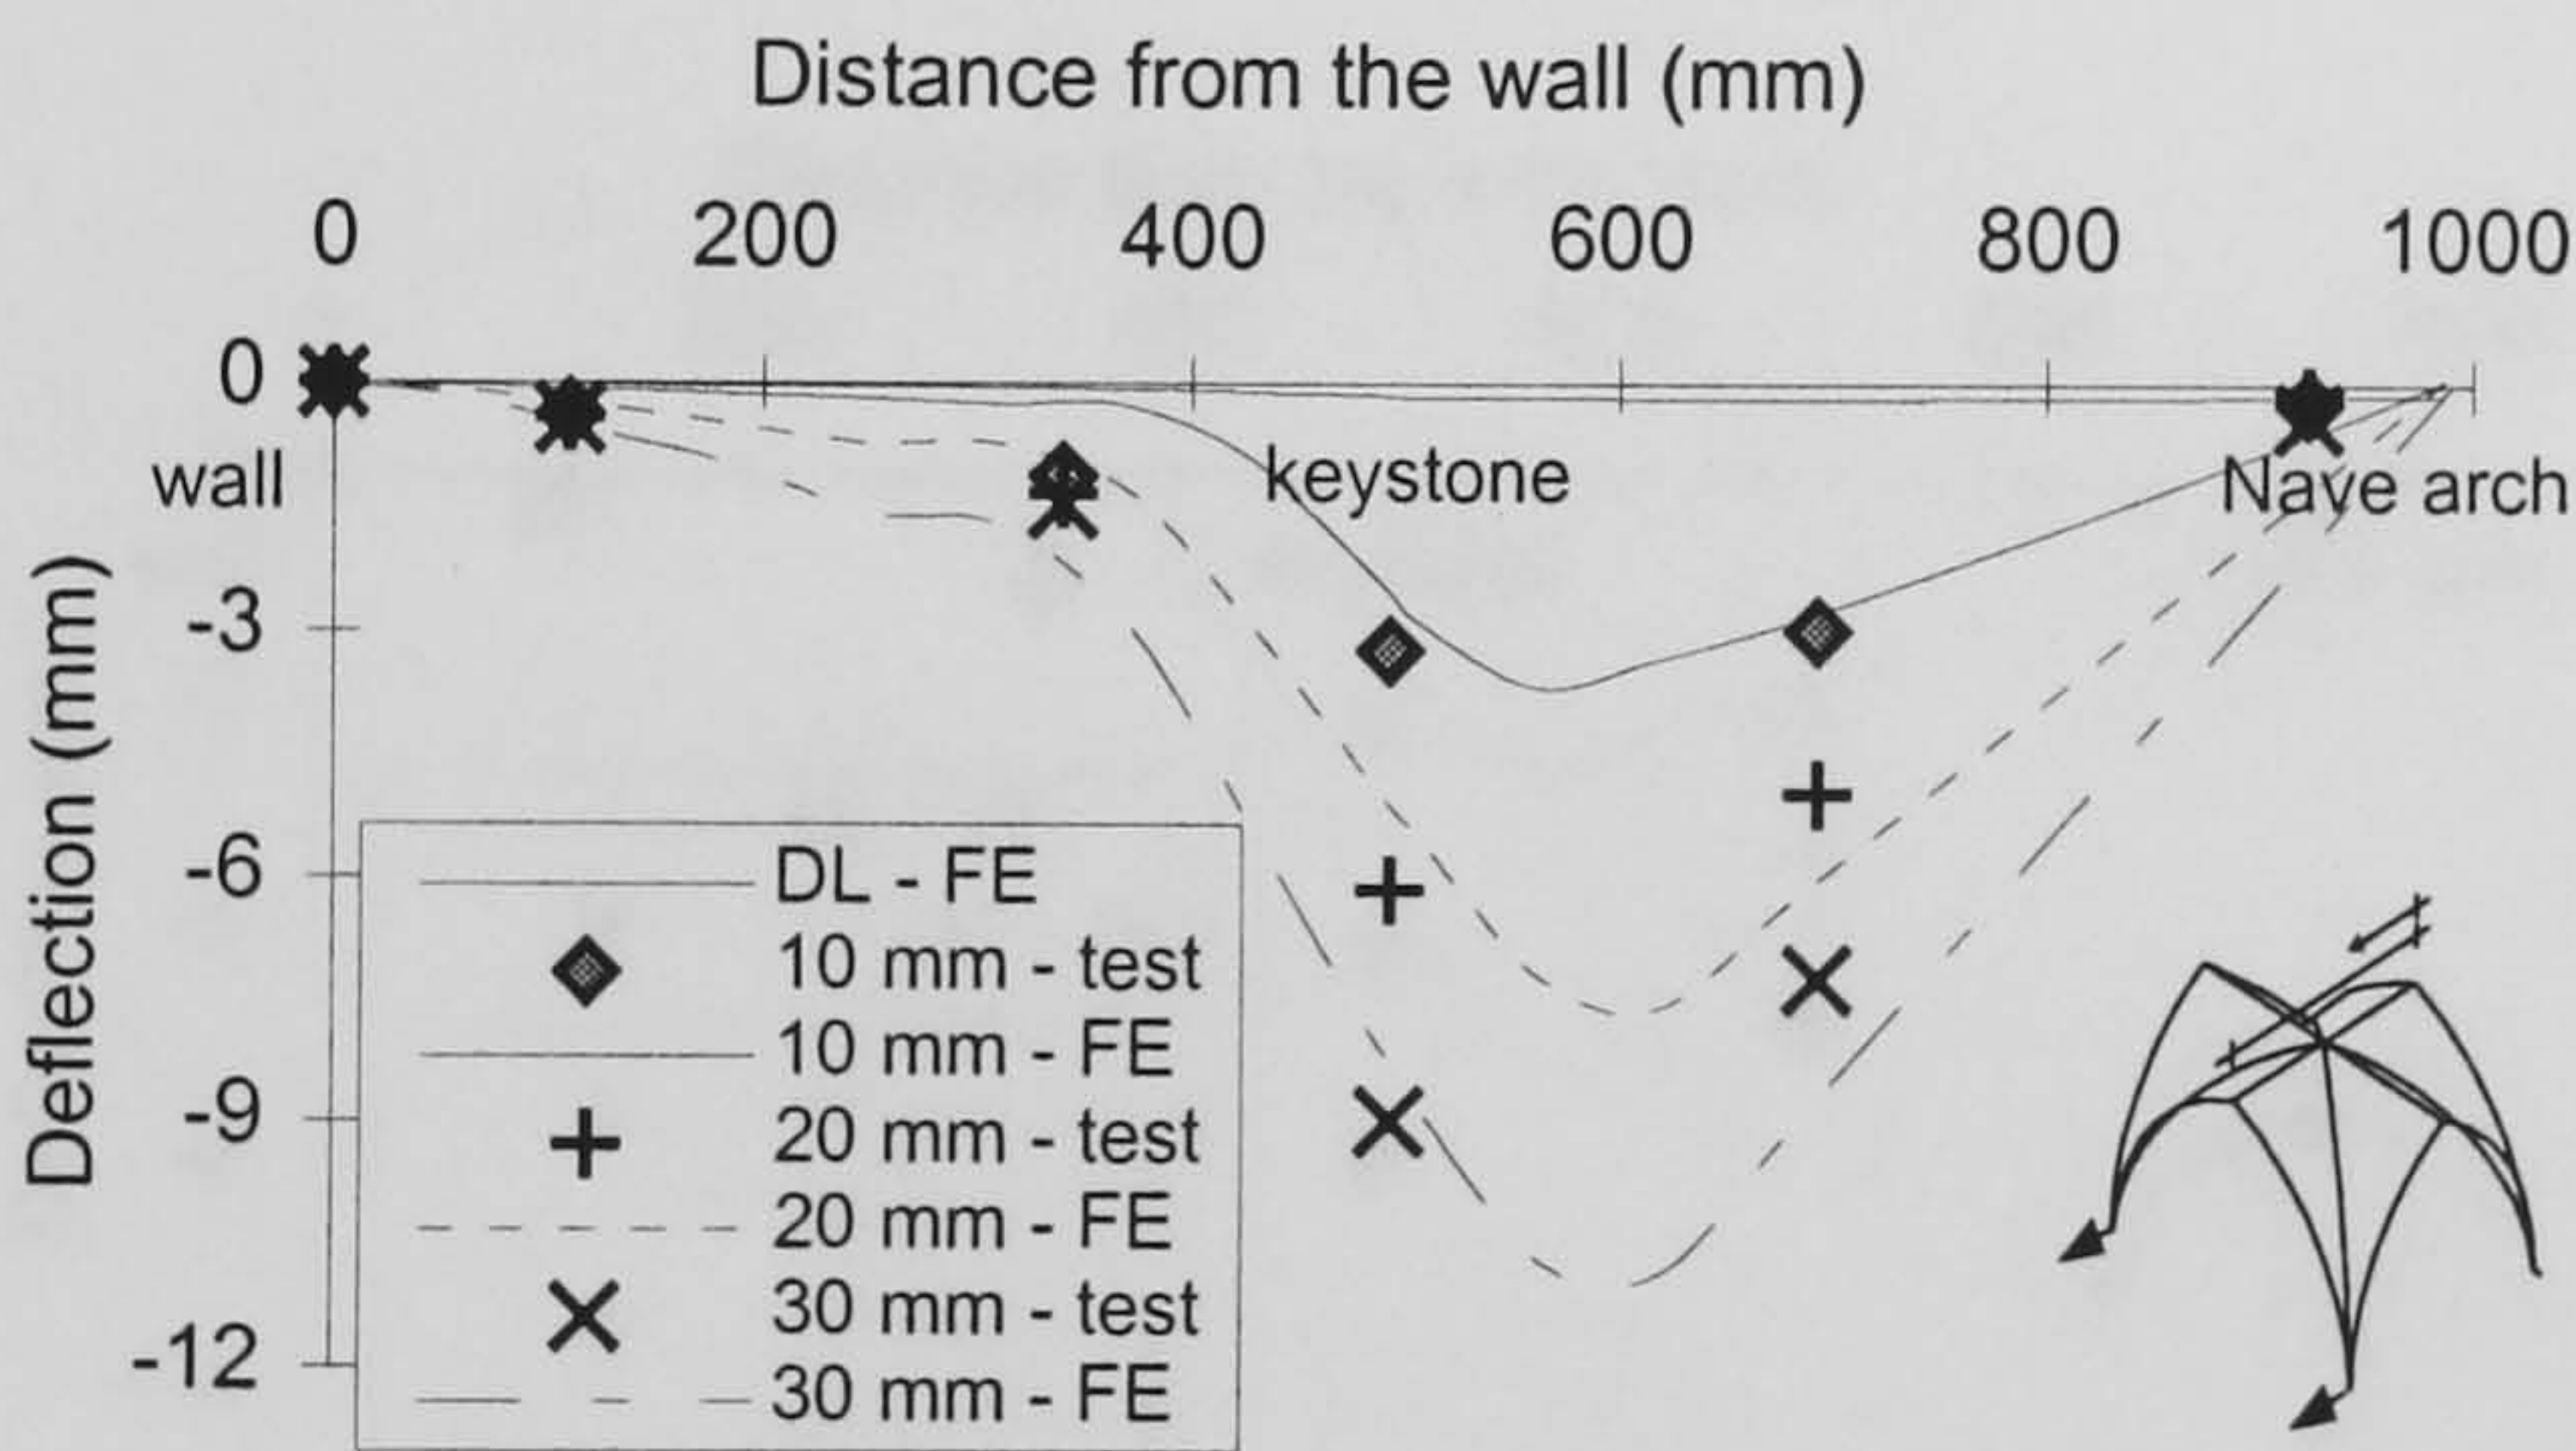 Distance from the wall (mm)
0 200 400 600 800 1000
0
wall
keystone
Nave arch
-3
-6
-9
-12
Deflection (mm)
DL - FE
10 mm - test
10 mm - FE
20 mm - test
20 mm - FE
30 mm - test
30 mm - FE